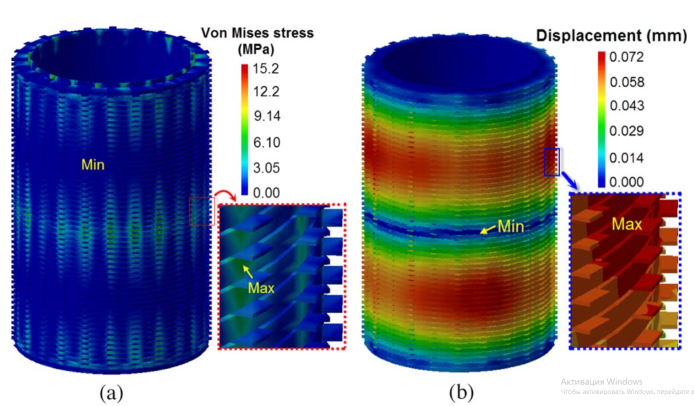 Von Mises stress
(MPa)
15.2
12.2
9.14
6.10
3.05
0.00
Min
Max
(a)
Displacement (mm)
0.072
0.058
0.043
0.029
0.014
0.000
Min
Max
(b)
Активация Windows
Чтобы активировать Windows, перейдите в